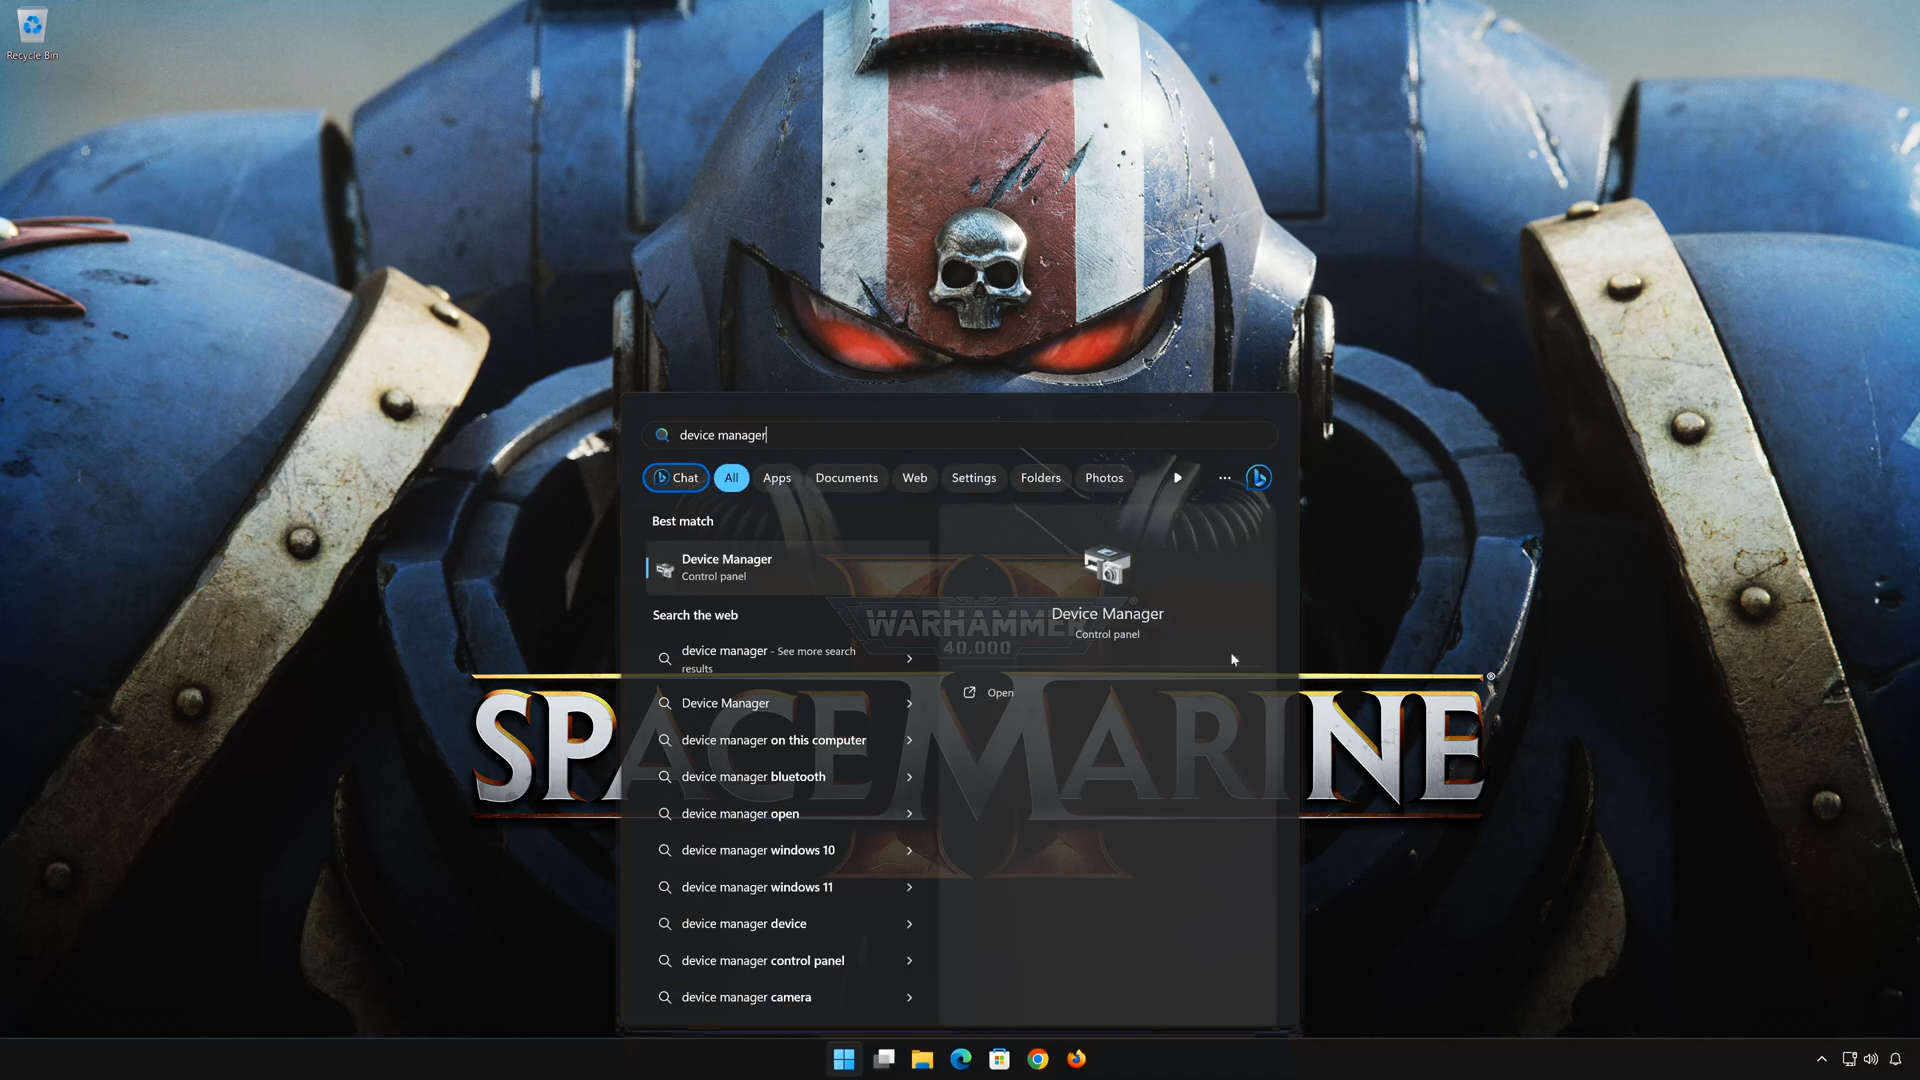 Recycle Bin
device manager
Chat
All
Apps
Documents
Web
Settings
Folders
Photos
Best match
Device Manager
Control panel
Search the web
device manager - See more search
results
Device Manager
device manager on this computer
device manager bluetooth
device manager open
device manager windows 10
device manager windows 11
device manager device
device manager control panel
device manager camera
Device Manager
Control panel
Open
WARHAMMER®
40,000
SPACE MARINE®
II